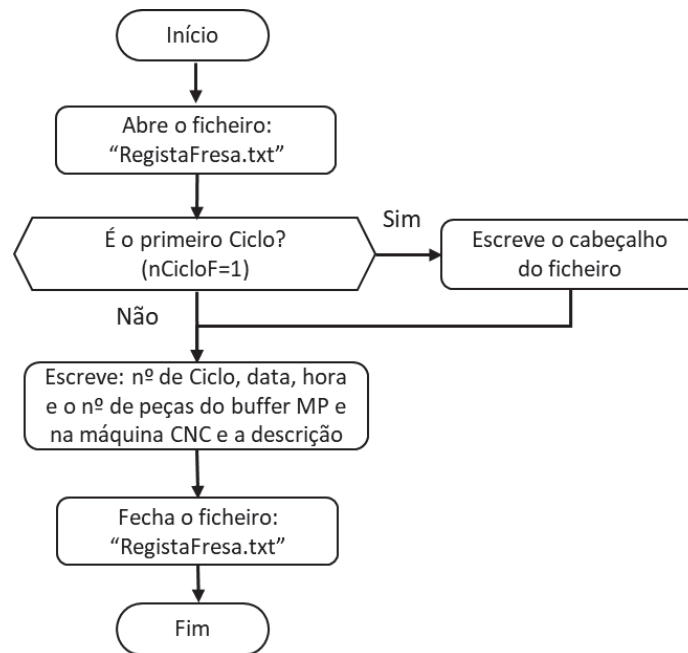 Início
Abre o ficheiro:
“RegistaFresa.txt”
É o primeiro Ciclo?
(nCicloF=1)
Sim
Escreve o cabeçalho
do ficheiro
Não
Escreve: nº de Ciclo, data, hora
e o nº de peças do buffer MP e
na máquina CNC e a descrição
Fecha o ficheiro:
“RegistaFresa.txt”
Fim